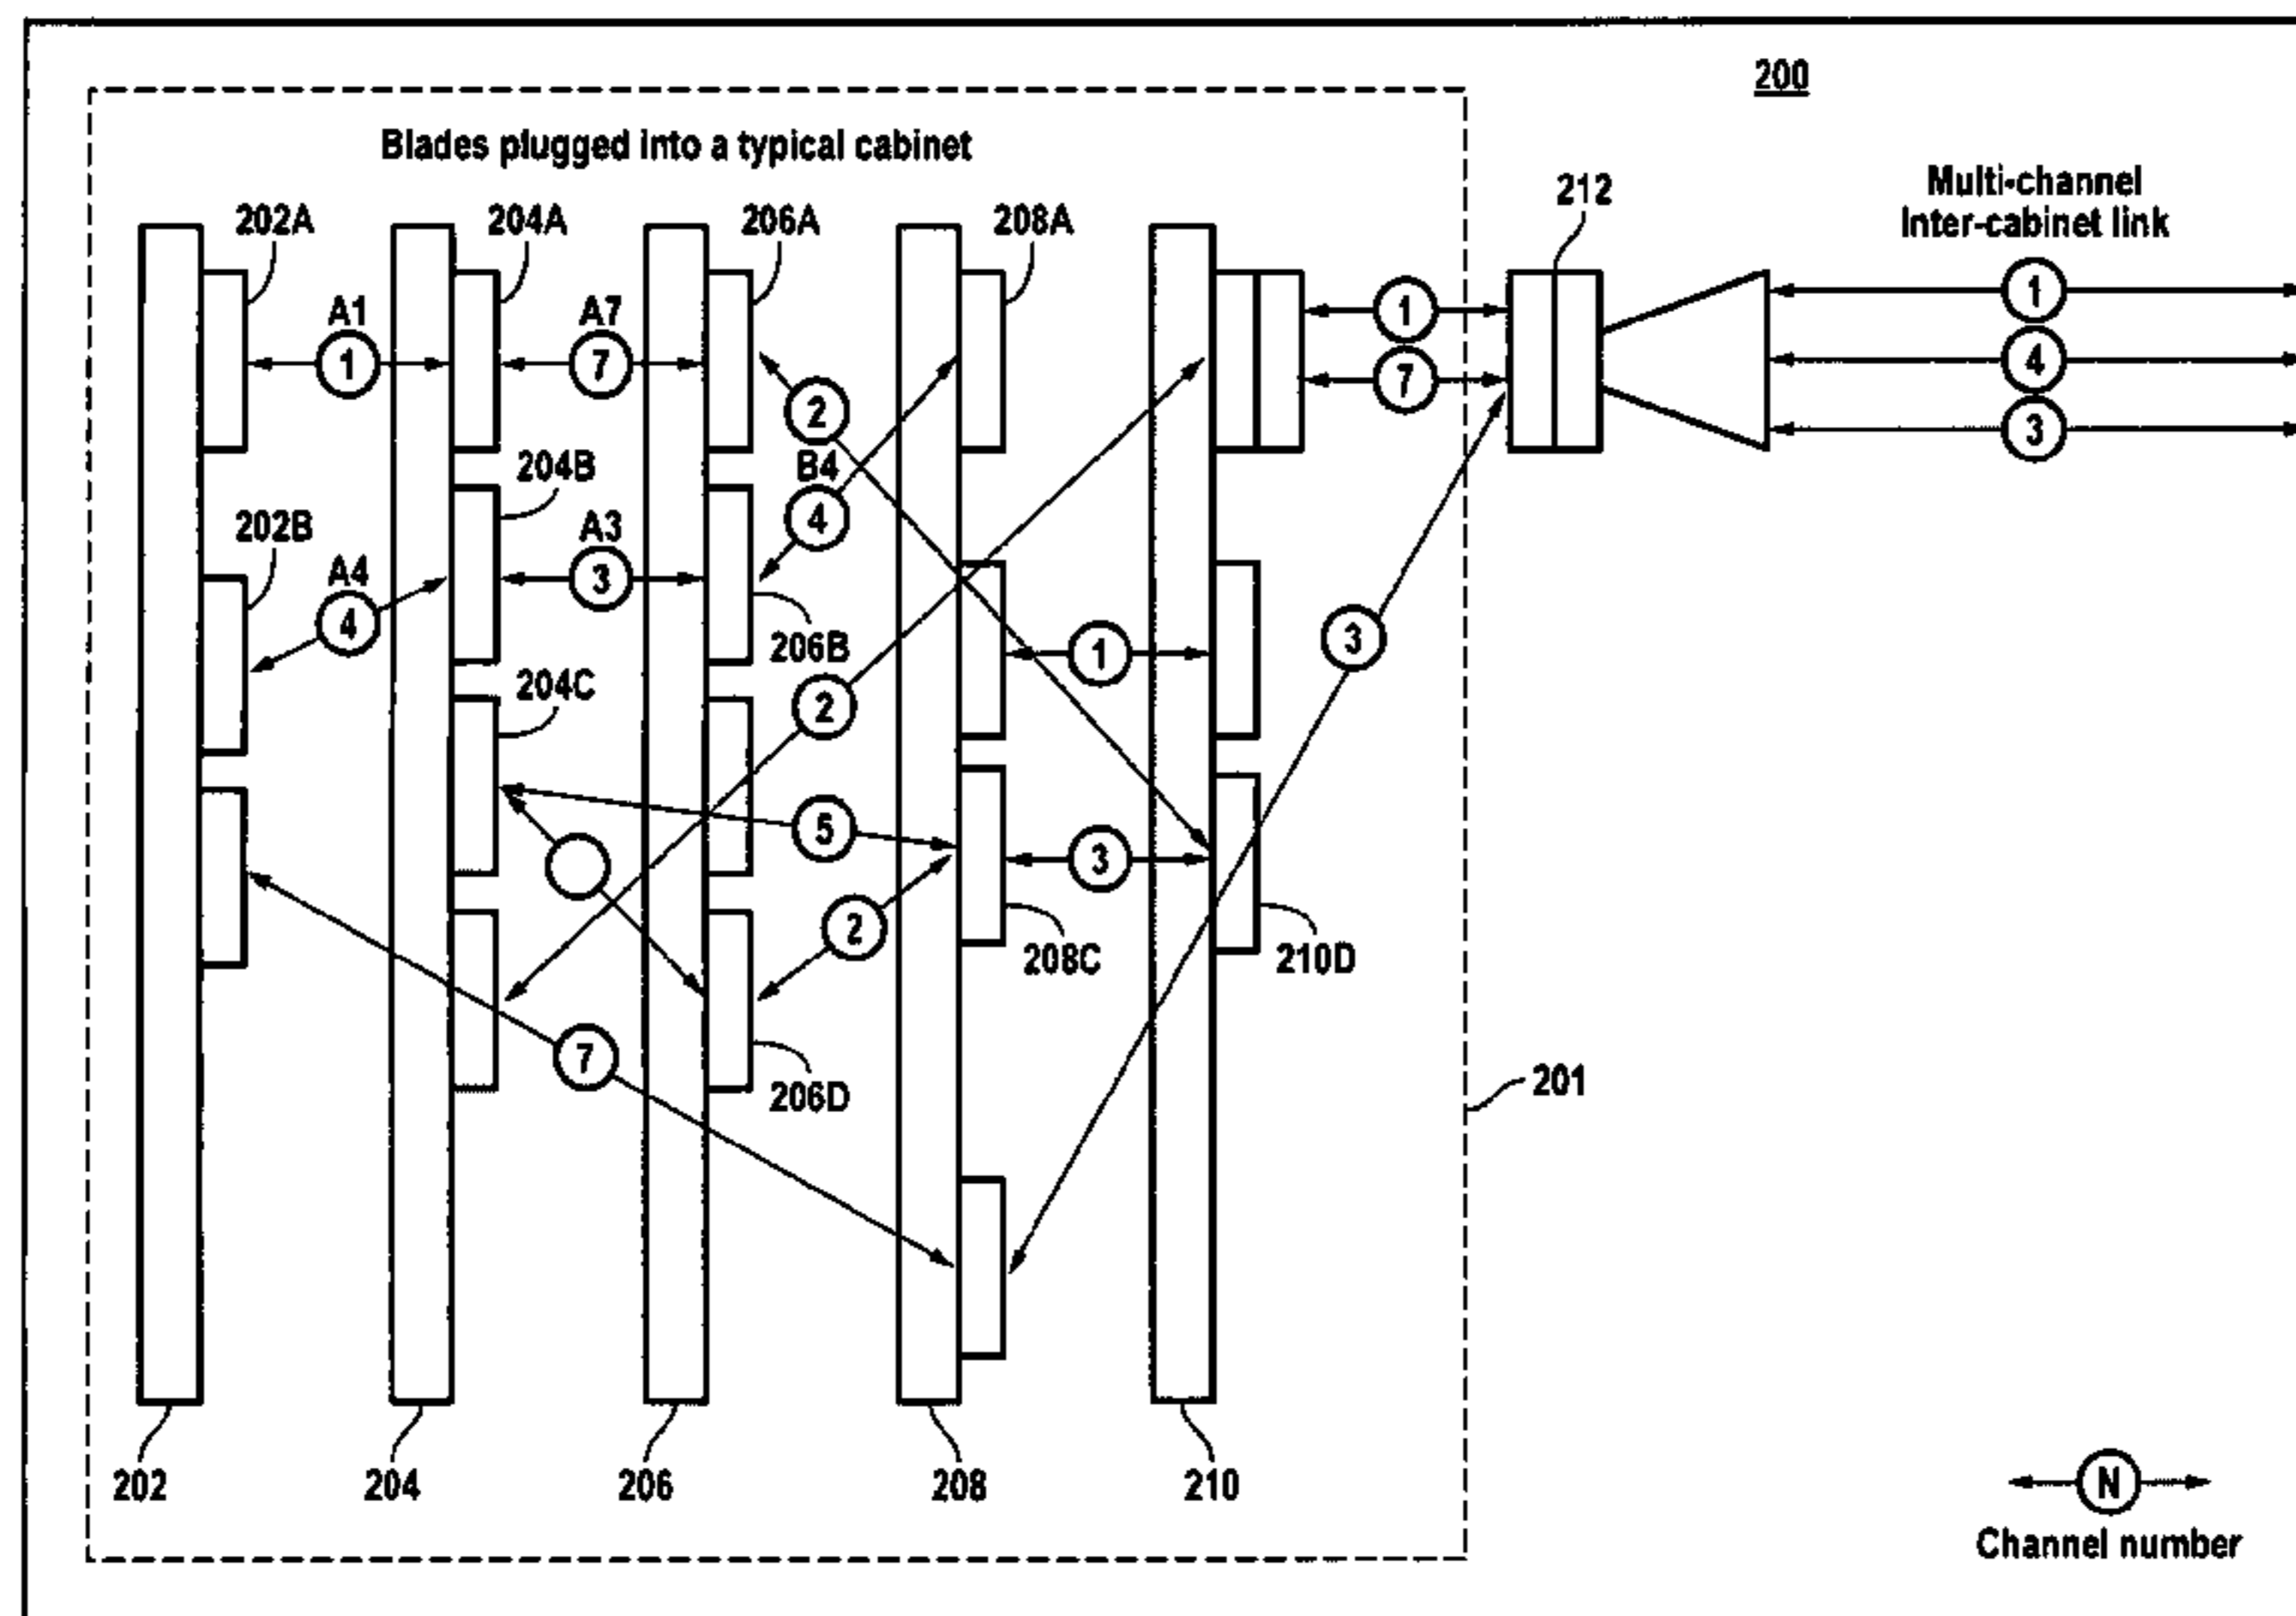 200
Blades plugged into a typical cabinet
Multi-channel
Inter-cabinet link
212
202A
204A
206A
208A
A1
1
A7
7
2
1
7
1
4
3
204B
B4
4
202B
A3
3
A4
4
206B
1
3
204C
2
5
3
2
208C
210D
7
206D
201
202
204
206
208
210
N
Channel number